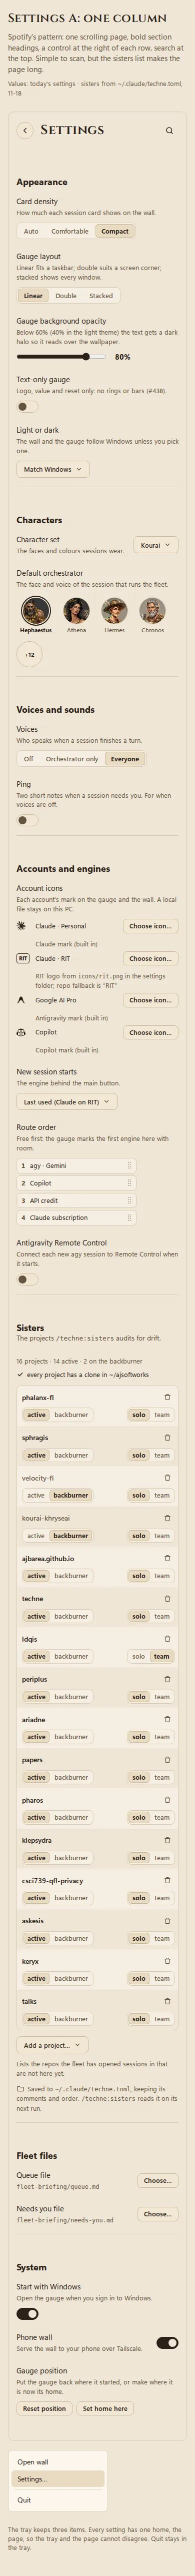 SETTINGS A: ONE COLUMN
Spotify's pattern: one scrolling page, bold section
headings, a control at the right of each row, search at
the top. Simple to scan, but the sisters list makes the
page long.
Values: today's settings · sisters from ~/.claude/techne.toml,
11-18
SETTINGS
Appearance
Card density
How much each session card shows on the wall.
Auto Comfortable Compact
Gauge layout
Linear fits a taskbar; double suits a screen corner;
stacked shows every window.
Linear Double Stacked
Gauge background opacity
Below 60% (40% in the light theme) the text gets a dark
halo so it reads over the wallpaper.
80%
Text-only gauge
Logo, value and reset only: no rings or bars (#438).
Light or dark
The wall and the gauge follow Windows unless you pick
one.
Match Windows
Characters
Character set
The faces and colours sessions wear.
Kourai
Default orchestrator
The face and voice of the session that runs the fleet.
Hephaestus Athena Hermes Chronos
+12
Voices and sounds
Voices
Who speaks when a session finishes a turn.
Off Orchestrator only Everyone
Ping
Two short notes when a session needs you. For when
voices are off.
Accounts and engines
Account icons
Each account's mark on the gauge and the wall. A local
file stays on this PC.
Claude · Personal Choose icon...
Claude mark (built in)
RIT Claude · RIT Choose icon...
RIT logo from icons/rit.png in the settings
folder; repo fallback is "RIT"
Google AI Pro Choose icon...
Antigravity mark (built in)
Copilot Choose icon...
Copilot mark (built in)
New session starts
The engine behind the main button.
Last used (Claude on RIT)
Route order
Free first: the gauge marks the first engine here with
room.
1 agy · Gemini
2 Copilot
3 API credit
4 Claude subscription
Antigravity Remote Control
Connect each new agy session to Remote Control when
it starts.
Sisters
The projects /techne:sisters audits for drift.
16 projects · 14 active · 2 on the backburner
every project has a clone in ~/ajsoftworks
phalanx-fl
active backburner solo team
sphragis
active backburner solo team
velocity-fl
active backburner solo team
kourai-khryseai
active backburner solo team
ajbarea.github.io
active backburner solo team
techne
active backburner solo team
ldqis
active backburner solo team
periplus
active backburner solo team
ariadne
active backburner solo team
papers
active backburner solo team
pharos
active backburner solo team
klepsydra
active backburner solo team
csci739-qfl-privacy
active backburner solo team
askesis
active backburner solo team
keryx
active backburner solo team
talks
active backburner solo team
Add a project...
Lists the repos the fleet has opened sessions in that
are not here yet.
Saved to ~/.claude/techne.toml, keeping its
comments and order. /techne:sisters reads it on its
next run.
Fleet files
Queue file
fleet-briefing/queue.md
Choose...
Needs you file
fleet-briefing/needs-you.md
Choose...
System
Start with Windows
Open the gauge when you sign in to Windows.
Phone wall
Serve the wall to your phone over Tailscale.
Gauge position
Put the gauge back where it started, or make where it
is now its home.
Reset position Set home here
Open wall
Settings...
Quit
The tray keeps three items. Every setting has one home, the
page, so the tray and the page cannot disagree. Quit stays in
the tray.